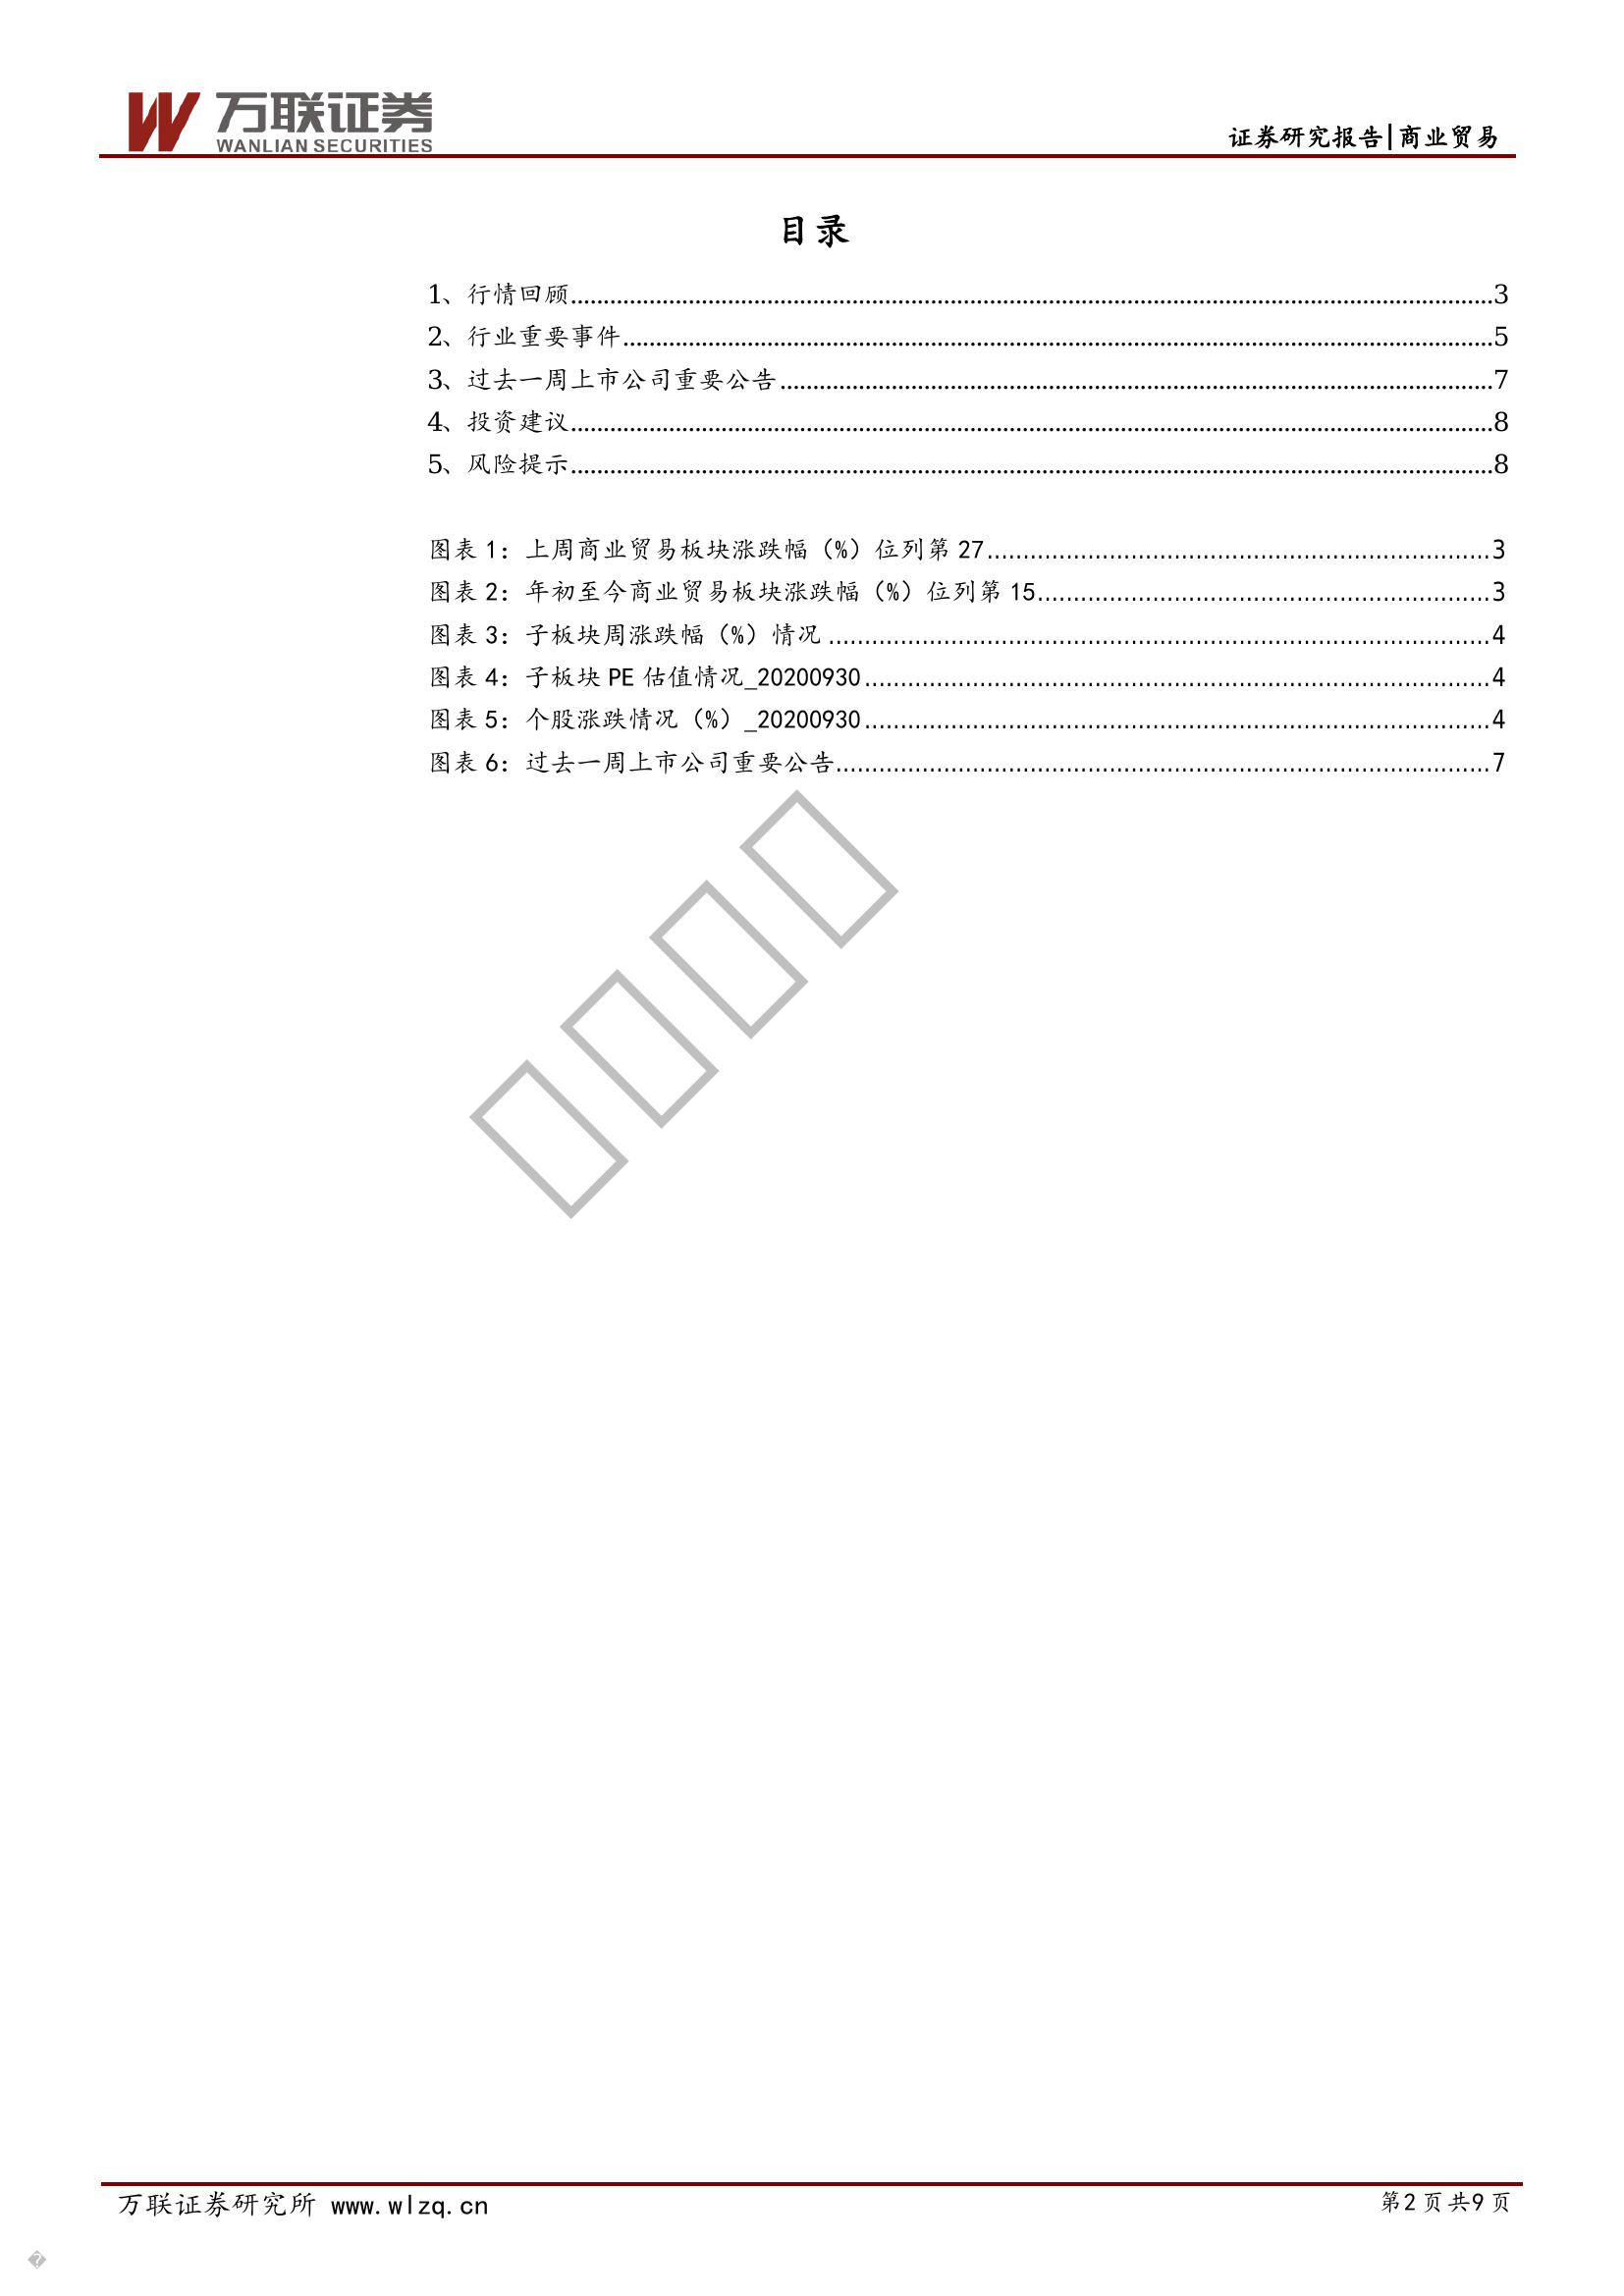 万联证券
WANLIAN SECURITIES
证券研究报告|商业贸易
目录
1、行情回顾........................................3
2、行业重要事件........................................5
3、过去一周上市公司重要公告........................................7
4、投资建议........................................8
5、风险提示........................................8
图表 1：上周商业贸易板块涨跌幅（%）位列第 27........................................3
图表 2：年初至今商业贸易板块涨跌幅（%）位列第 15........................................3
图表 3：子板块周涨跌幅（%）情况........................................4
图表 4：子板块 PE 估值情况_20200930........................................4
图表 5：个股涨跌情况（%）_20200930........................................4
图表 6：过去一周上市公司重要公告........................................7
万联证券研究所 www.wlzq.cn
第2 页 共9 页